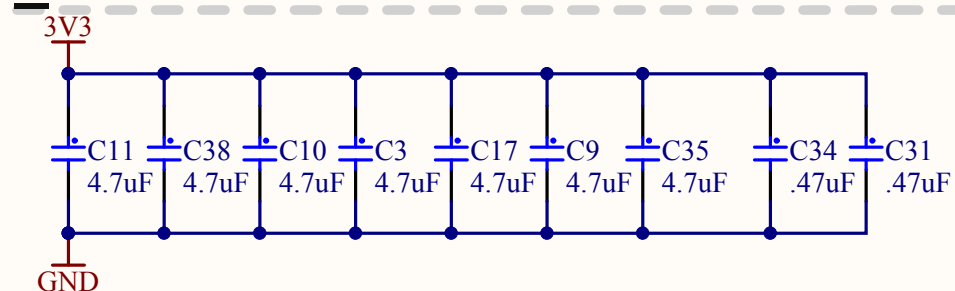 3V3
C11 C38 C10 C3 C17 C9 C35 C34 C31
4.7uF 4.7uF 4.7uF 4.7uF 4.7uF 4.7uF 4.7uF .47uF .47uF
GND